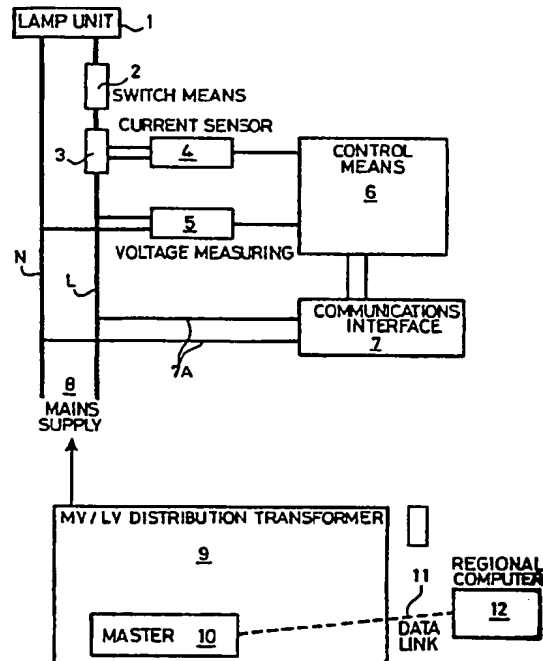 LAMP UNIT
1
2
SWITCH MEANS
CURRENT SENSOR
3
4
CONTROL
MEANS
6
5
VOLTAGE MEASURING
N
L
COMMUNICATIONS
INTERFACE
7
7A
8
MAINS
SUPPLY
MV/LV DISTRIBUTION TRANSFORMER
9
REGIONAL
COMPUTER
11
12
DATA
LINK
MASTER 10